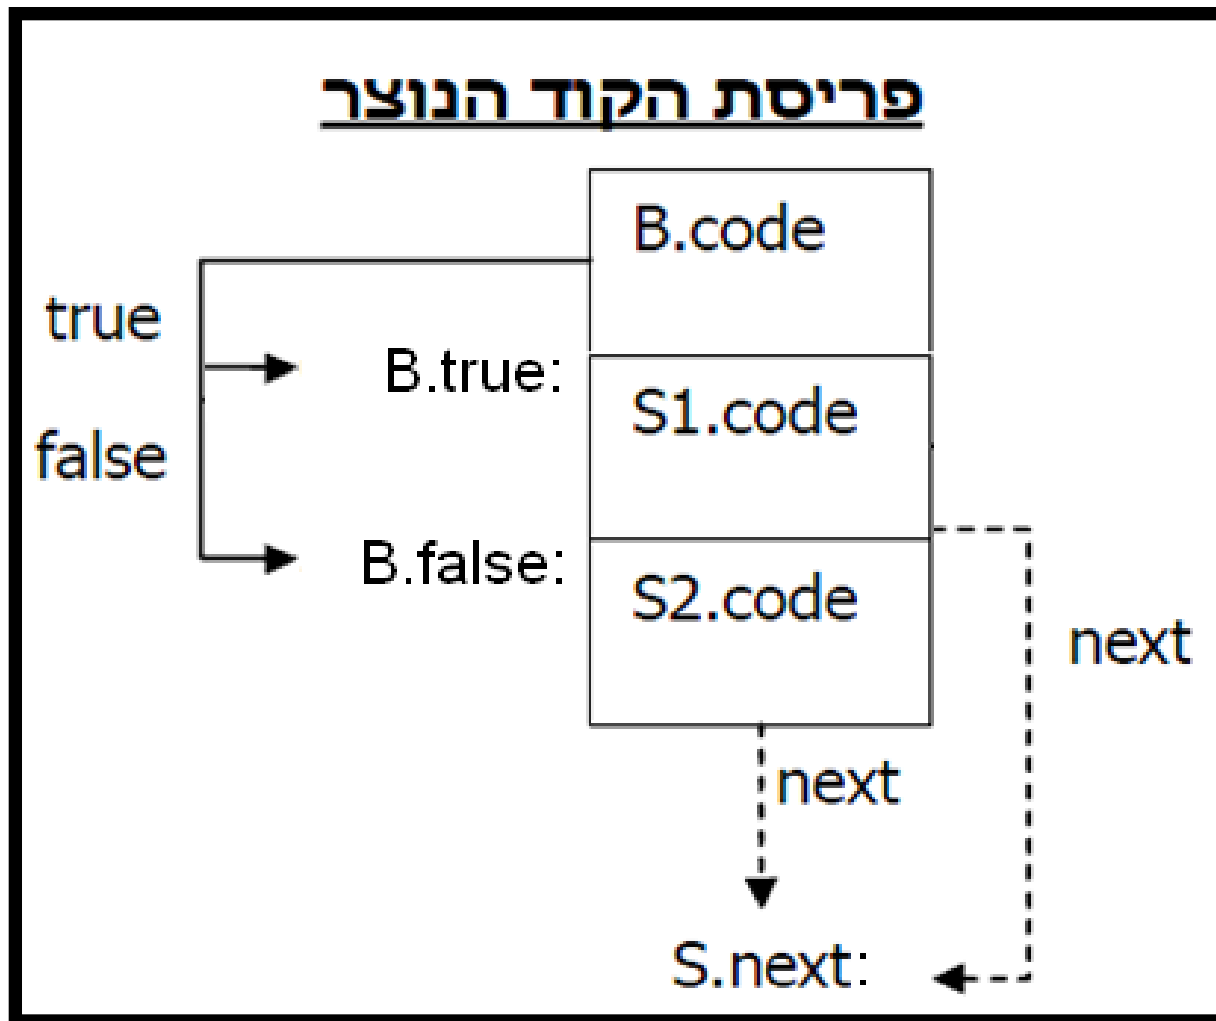 פריסת הקוד הנוצר
B.code
true
B.true:
S1.code
false
B.false:
S2.code
next
next
S.next: